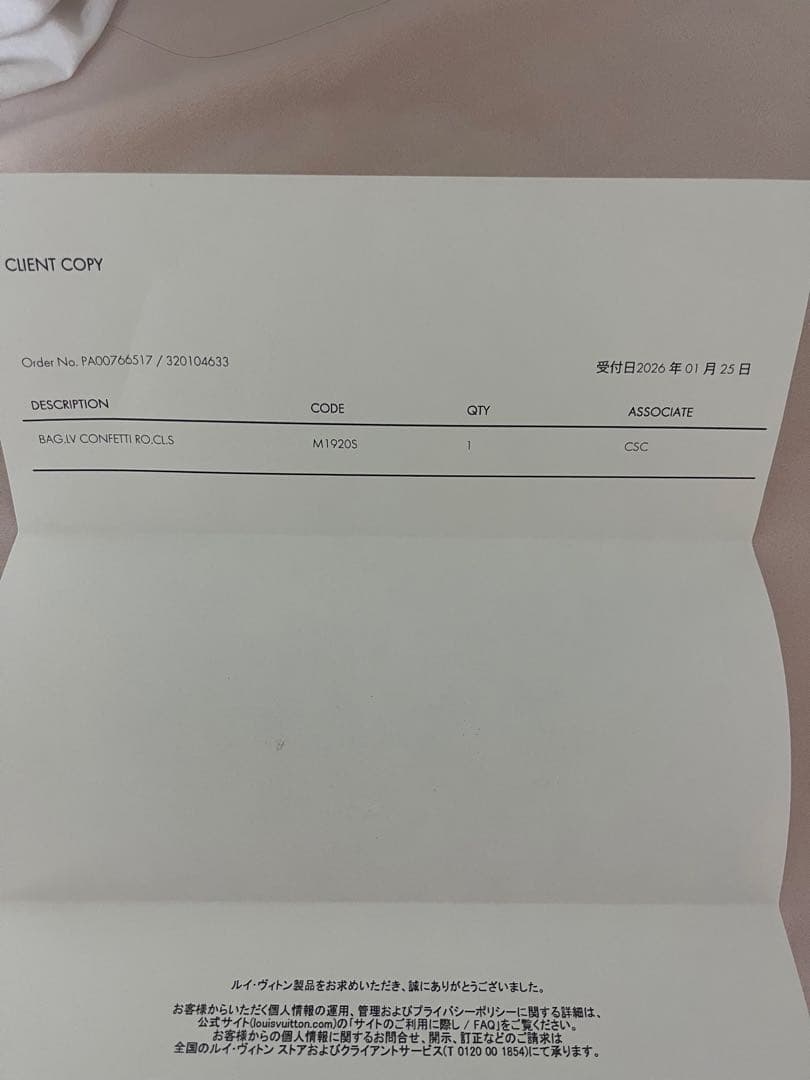 CLIENT COPY
Order No. PA00766517 / 320104633
受付日2026 年 01 月 25 日
DESCRIPTION CODE QTY ASSOCIATE
BAG.LV CONFETTI RO.CLS M1920S 1 CSC
ルイ・ヴィトン製品をお求めいただき、誠にありがとうございました。
お客様からいただく個人情報の運用、管理およびプライバシーポリシーに関する詳細は、
公式サイト(louisvuitton.com)の「サイトのご利用に際し / FAQ」をご覧ください。
お客様からの個人情報に関するお問合せ、開示、訂正などのご請求は
全国のルイ・ヴィトン ストアおよびクライアントサービス(T 0120 00 1854)にて承ります。